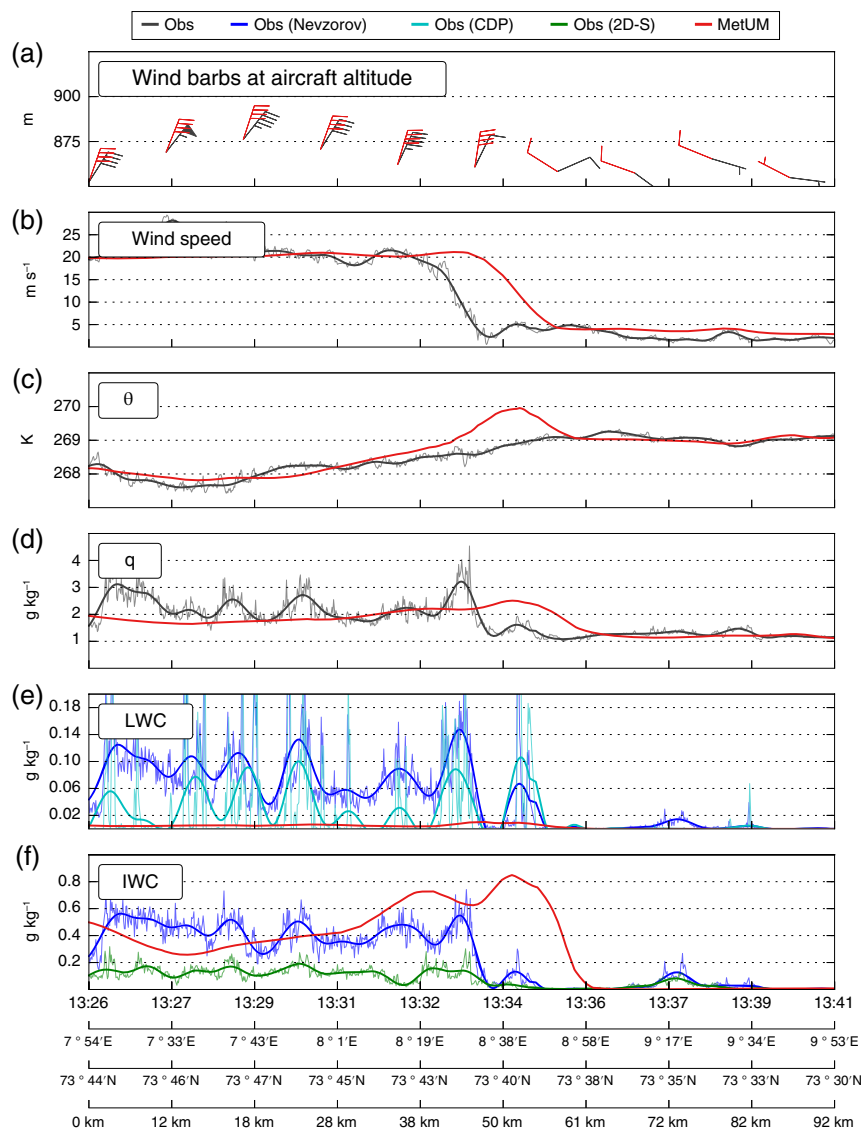 Obs Obs (Nevzorov) Obs (CDP) Obs (2D-S) MetUM
(a)
Wind barbs at aircraft altitude
900
875
m
(b)
Wind speed
25
20
15
10
5
m s⁻¹
(c)
θ
270
269
268
K
(d)
q
4
3
2
1
g kg⁻¹
(e)
LWC
0.18
0.14
0.10
0.06
0.02
g kg⁻¹
(f)
IWC
0.8
0.6
0.4
0.2
g kg⁻¹
13:26 13:27 13:29 13:31 13:32 13:34 13:36 13:37 13:39 13:41
7 ° 54′E 7 ° 33′E 7 ° 43′E 8 ° 1′E 8 ° 19′E 8 ° 38′E 8 ° 58′E 9 ° 17′E 9 ° 34′E 9 ° 53′E
73 ° 44′N 73 ° 46′N 73 ° 47′N 73 ° 45′N 73 ° 43′N 73 ° 40′N 73 ° 38′N 73 ° 35′N 73 ° 33′N 73 ° 30′N
0 km 12 km 18 km 28 km 38 km 50 km 61 km 72 km 82 km 92 km